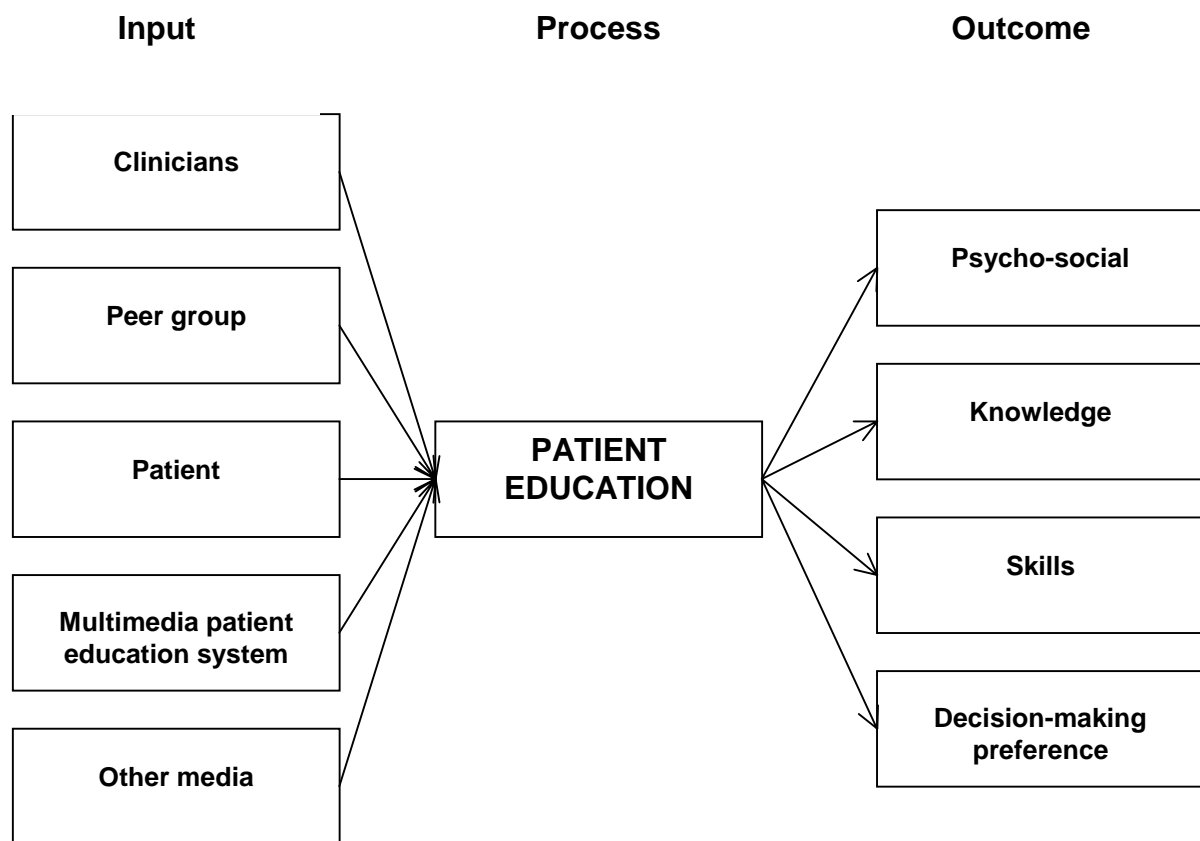 Input
Process
Outcome
Clinicians
Peer group
Patient
Multimedia patient
education system
Other media
PATIENT
EDUCATION
Psycho-social
Knowledge
Skills
Decision-making
preference